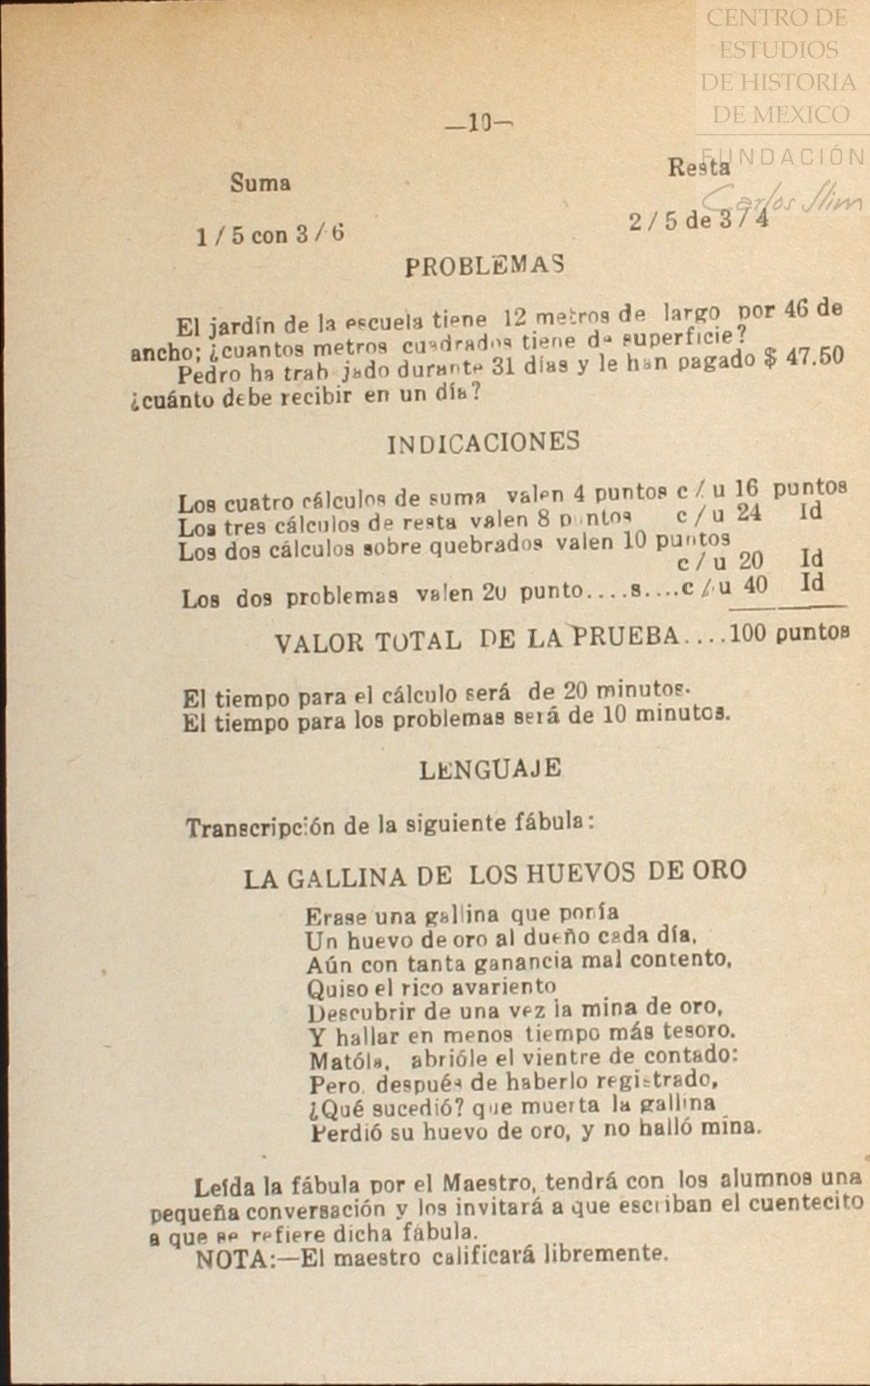 CENTRO DE
ESTUDIOS
DE HISTORIA
DE MEXICO
FUNDACIÓN
Carlos Slim
—10—
Suma
Resta
1 / 5 con 3 / 6
2 / 5 de 3 / 4
PROBLEMAS
El jardín de la escuela tiene 12 metros de largo por 46 de
ancho; ¿cuantos metros cuadrados tiene de superficie?
Pedro ha trab jado durante 31 días y le han pagado $ 47.50
¿cuánto debe recibir en un día?
INDICACIONES
Los cuatro cálculos de suma valen 4 puntos c / u 16 puntos
Los tres cálculos de resta valen 8 puntos c / u 24 Id
Los dos cálculos sobre quebrados valen 10 puntos
c / u 20 Id
Los dos problemas valen 20 punto....s....c / u 40 Id
VALOR TOTAL DE LA PRUEBA....100 puntos
El tiempo para el cálculo será de 20 minutos.
El tiempo para los problemas será de 10 minutos.
LENGUAJE
Transcripción de la siguiente fábula:
LA GALLINA DE LOS HUEVOS DE ORO
Erase una gallina que ponía
Un huevo de oro al dueño cada día,
Aún con tanta ganancia mal contento,
Quiso el rico avariento
Descubrir de una vez la mina de oro,
Y hallar en menos tiempo más tesoro.
Matóla, abrióle el vientre de contado:
Pero, después de haberlo registrado,
¿Qué sucedió? que muerta la gallina
Perdió su huevo de oro, y no halló mina.
Leída la fábula por el Maestro, tendrá con los alumnos una
pequeña conversación y los invitará a que escriban el cuentecito
a que se refiere dicha fábula.
NOTA:—El maestro calificará libremente.